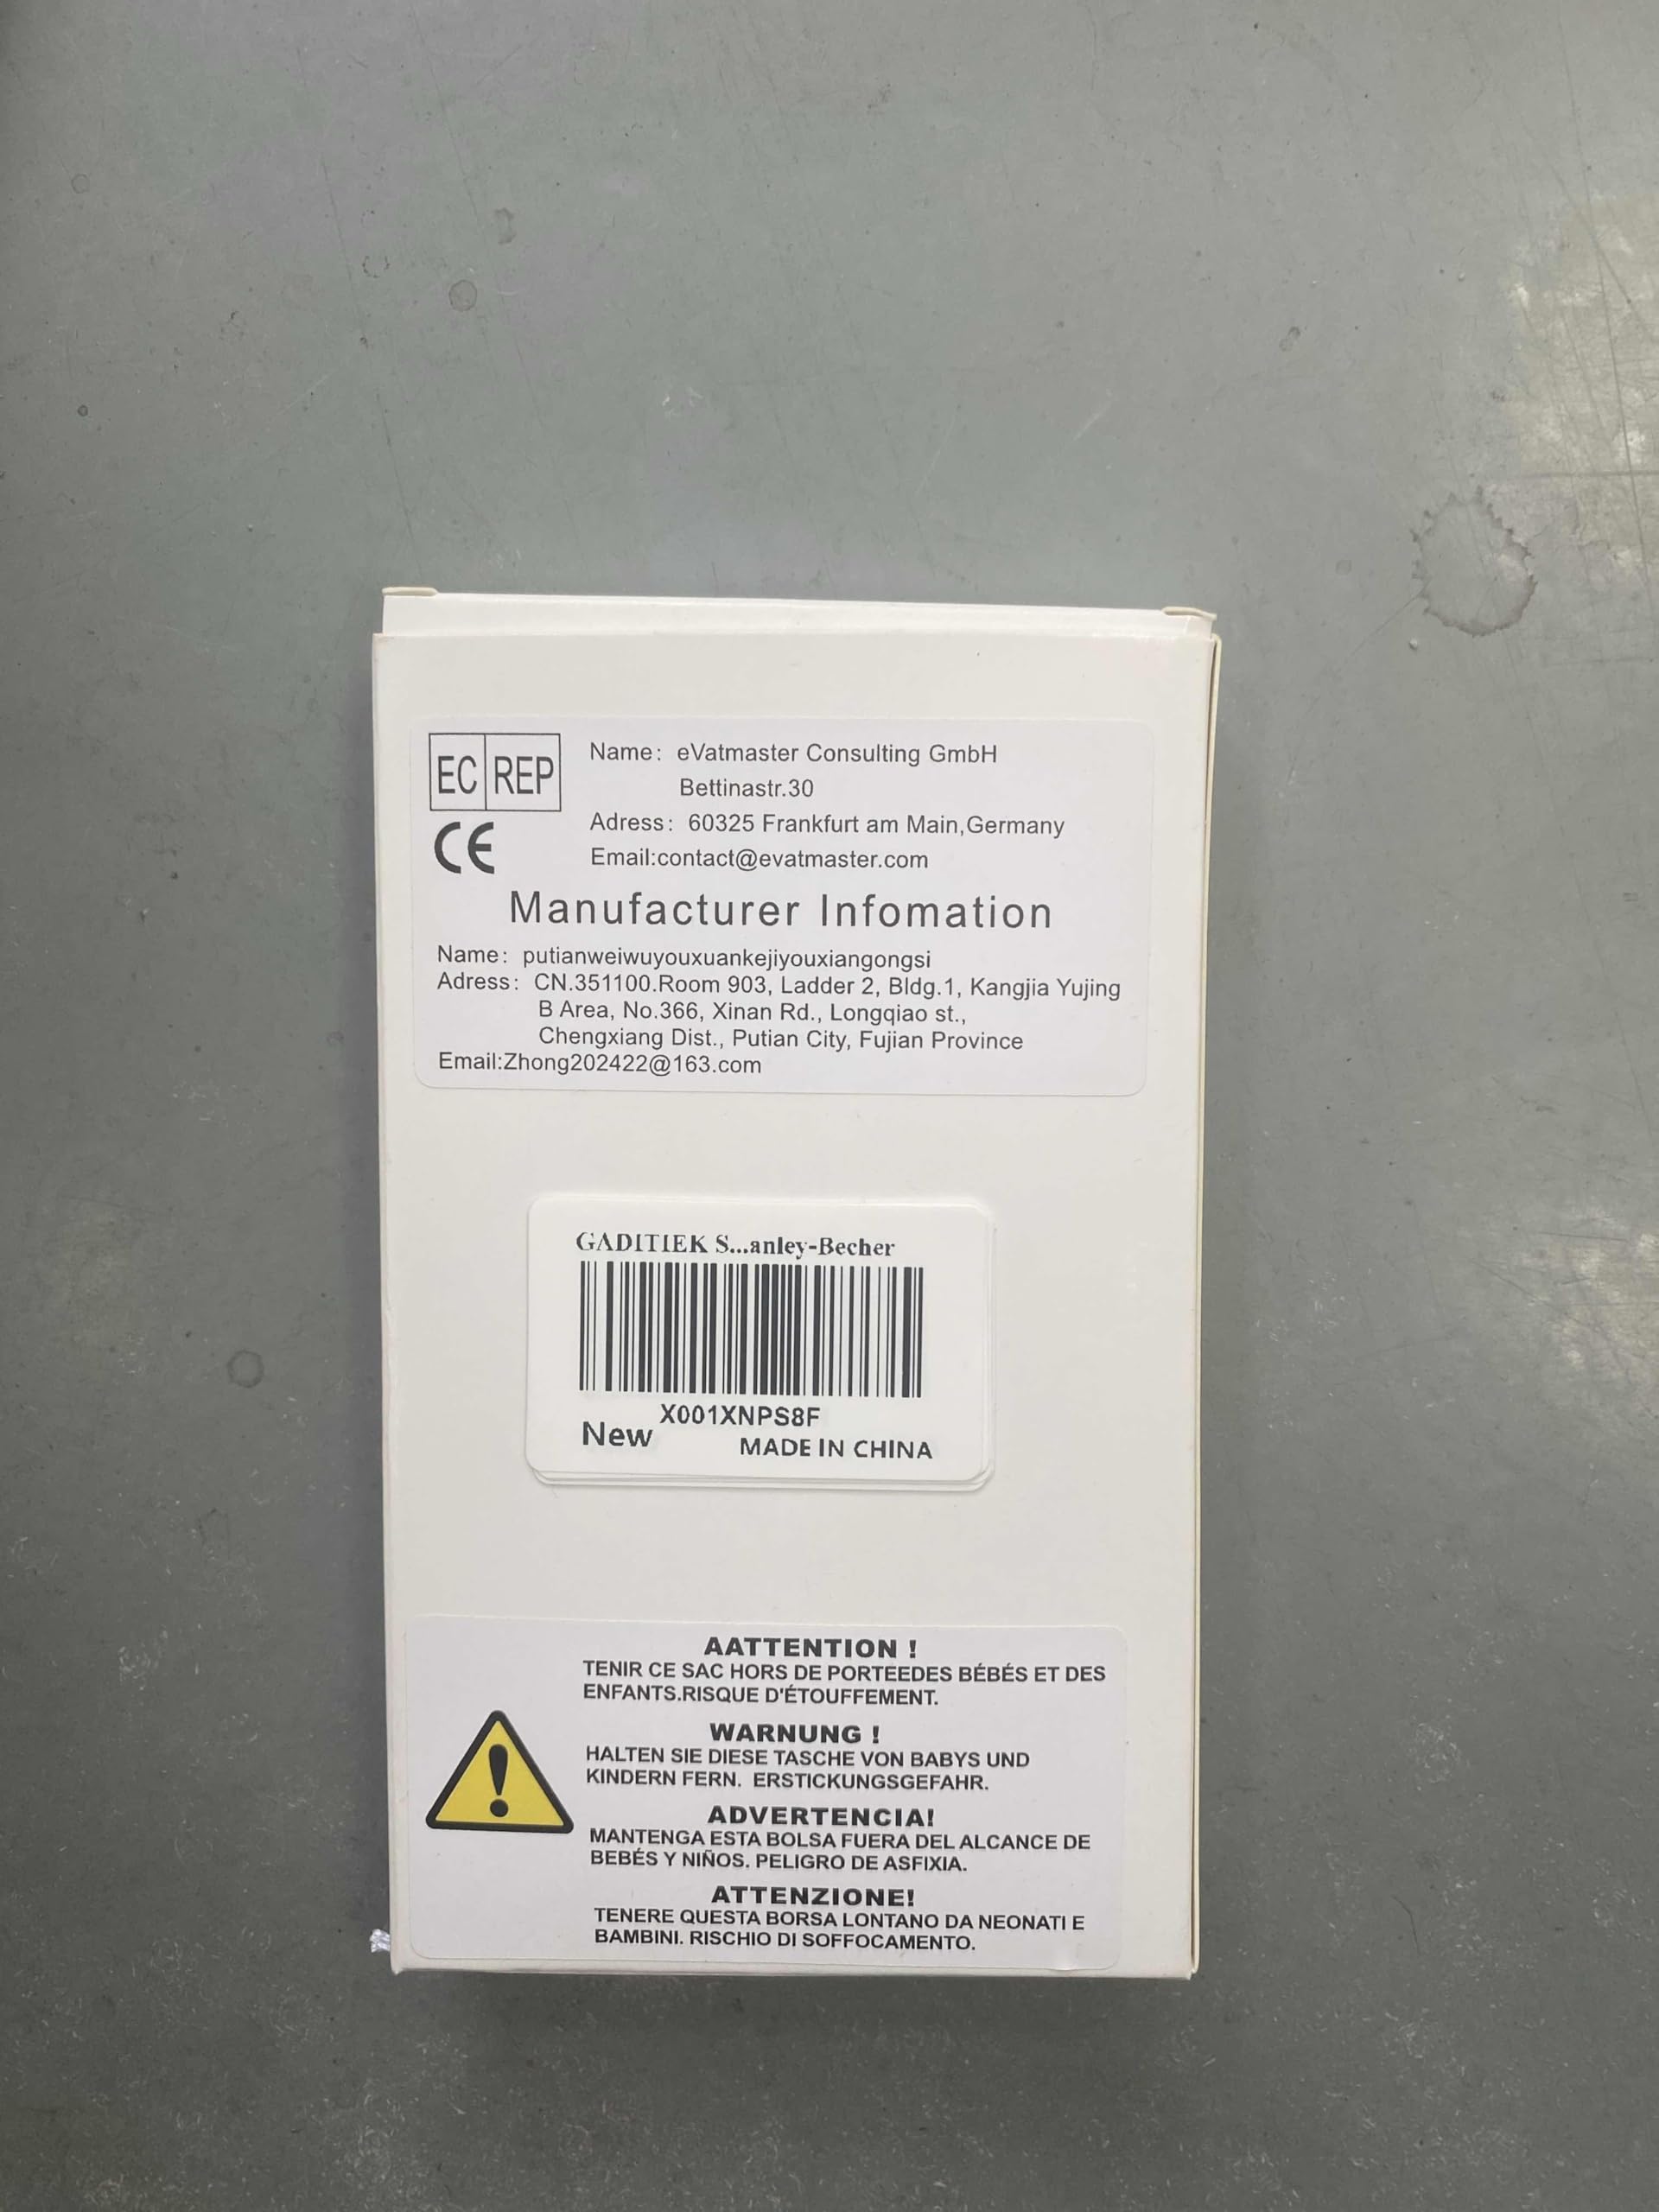 EC REP
CE
Name: eVatmaster Consulting GmbH
Bettinastr.30
Adress: 60325 Frankfurt am Main,Germany
Email:contact@evatmaster.com
Manufacturer Infomation
Name: putianweiwuyouxuankejiyouxiangongsi
Adress: CN.351100.Room 903, Ladder 2, Bldg.1, Kangjia Yujing
B Area, No.366, Xinan Rd., Longqiao st.,
Chengxiang Dist., Putian City, Fujian Province
Email:Zhong202422@163.com
GADITIEK S...anley-Becher
X001XNPS8F
New
MADE IN CHINA
AATTENTION !
TENIR CE SAC HORS DE PORTEEDES BÉBÉS ET DES
ENFANTS.RISQUE D'ÉTOUFFEMENT.
WARNUNG !
HALTEN SIE DIESE TASCHE VON BABYS UND
KINDERN FERN. ERSTICKUNGSGEFAHR.
ADVERTENCIA!
MANTENGA ESTA BOLSA FUERA DEL ALCANCE DE
BEBÉS Y NIÑOS. PELIGRO DE ASFIXIA.
ATTENZIONE!
TENERE QUESTA BORSA LONTANO DA NEONATI E
BAMBINI. RISCHIO DI SOFFOCAMENTO.